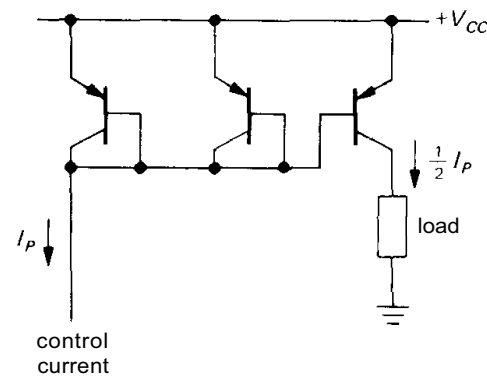 +V_CC
½ I_P
load
I_P
control
current